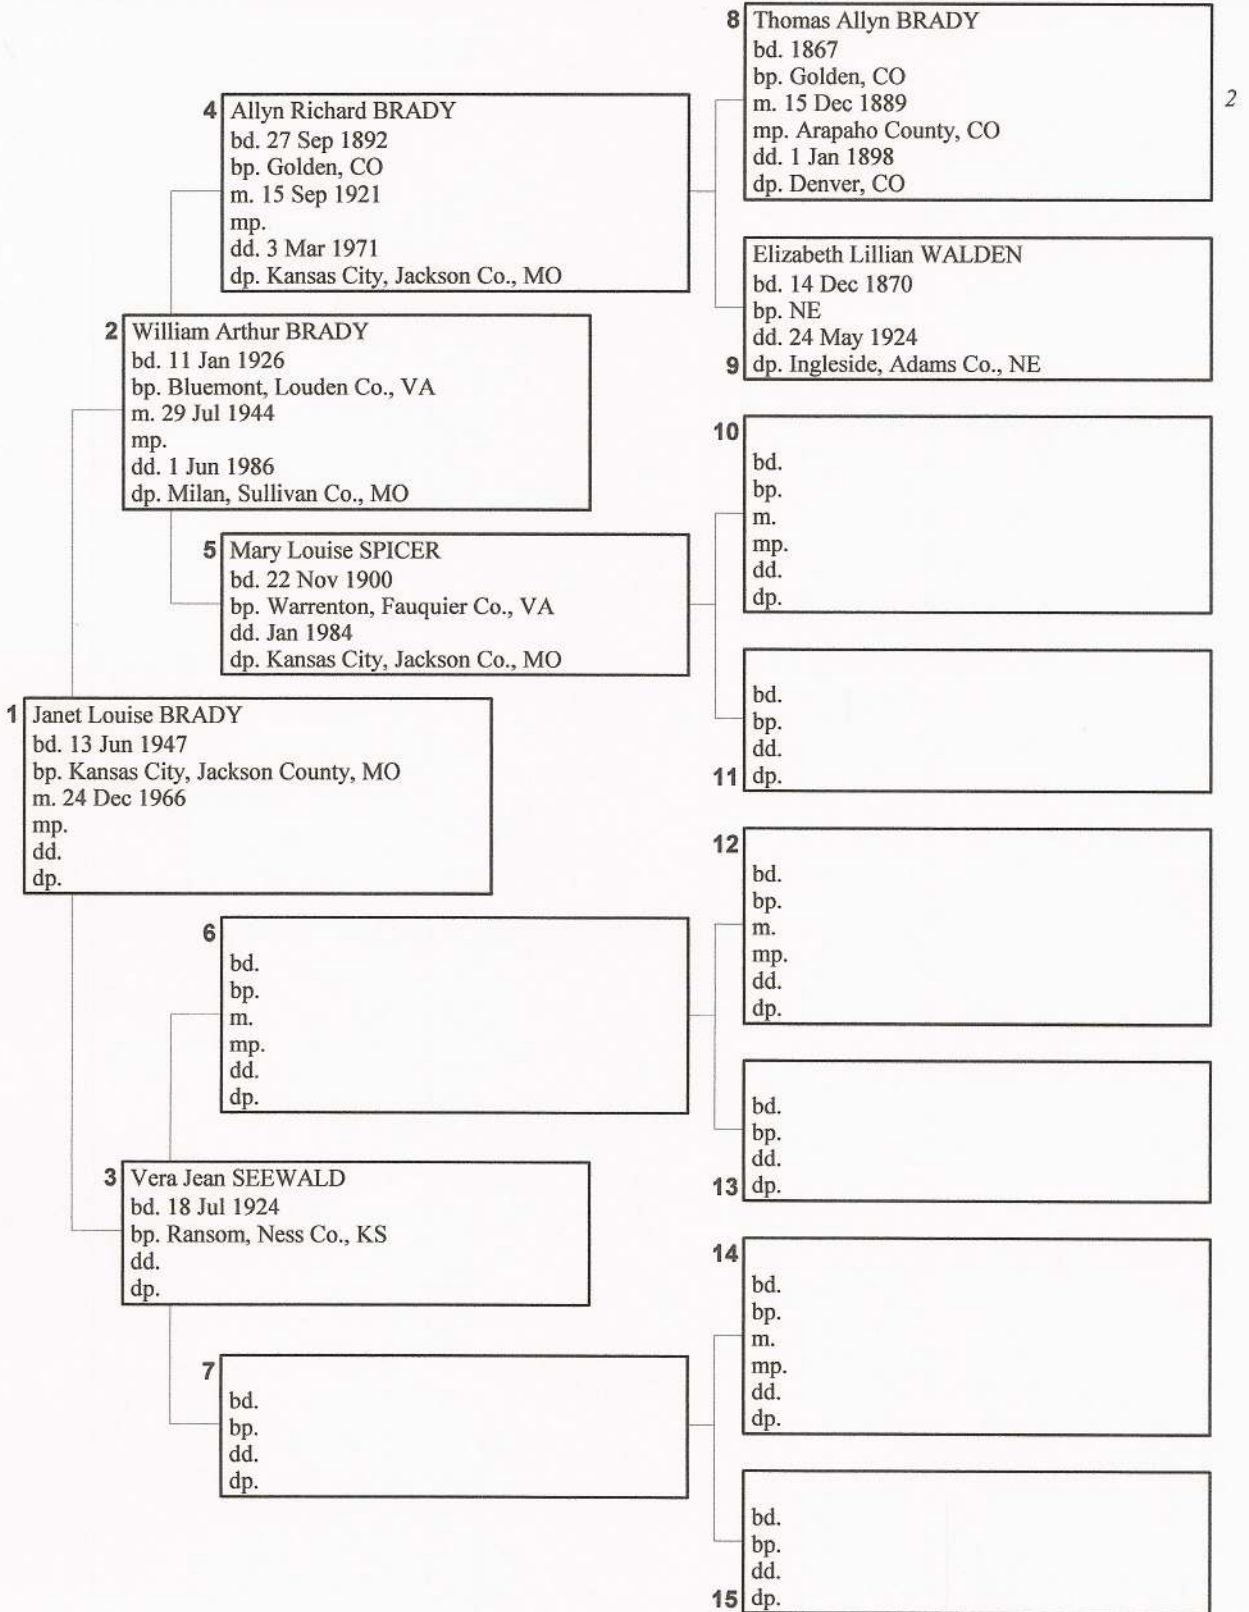 8 Thomas Allyn BRADY
bd. 1867
bp. Golden, CO
m. 15 Dec 1889
mp. Arapaho County, CO
dd. 1 Jan 1898
dp. Denver, CO
2
4 Allyn Richard BRADY
bd. 27 Sep 1892
bp. Golden, CO
m. 15 Sep 1921
mp.
dd. 3 Mar 1971
dp. Kansas City, Jackson Co., MO
Elizabeth Lillian WALDEN
bd. 14 Dec 1870
bp. NE
dd. 24 May 1924
9 dp. Ingleside, Adams Co., NE
2 William Arthur BRADY
bd. 11 Jan 1926
bp. Bluemont, Louden Co., VA
m. 29 Jul 1944
mp.
dd. 1 Jun 1986
dp. Milan, Sullivan Co., MO
10
bd.
bp.
m.
mp.
dd.
dp.
5 Mary Louise SPICER
bd. 22 Nov 1900
bp. Warrenton, Fauquier Co., VA
dd. Jan 1984
dp. Kansas City, Jackson Co., MO
bd.
bp.
dd.
11 dp.
1 Janet Louise BRADY
bd. 13 Jun 1947
bp. Kansas City, Jackson County, MO
m. 24 Dec 1966
mp.
dd.
dp.
12
bd.
bp.
m.
mp.
dd.
dp.
6
bd.
bp.
m.
mp.
dd.
dp.
bd.
bp.
dd.
13 dp.
3 Vera Jean SEEWALD
bd. 18 Jul 1924
bp. Ransom, Ness Co., KS
dd.
dp.
14
bd.
bp.
m.
mp.
dd.
dp.
7
bd.
bp.
dd.
dp.
bd.
bp.
dd.
15 dp.